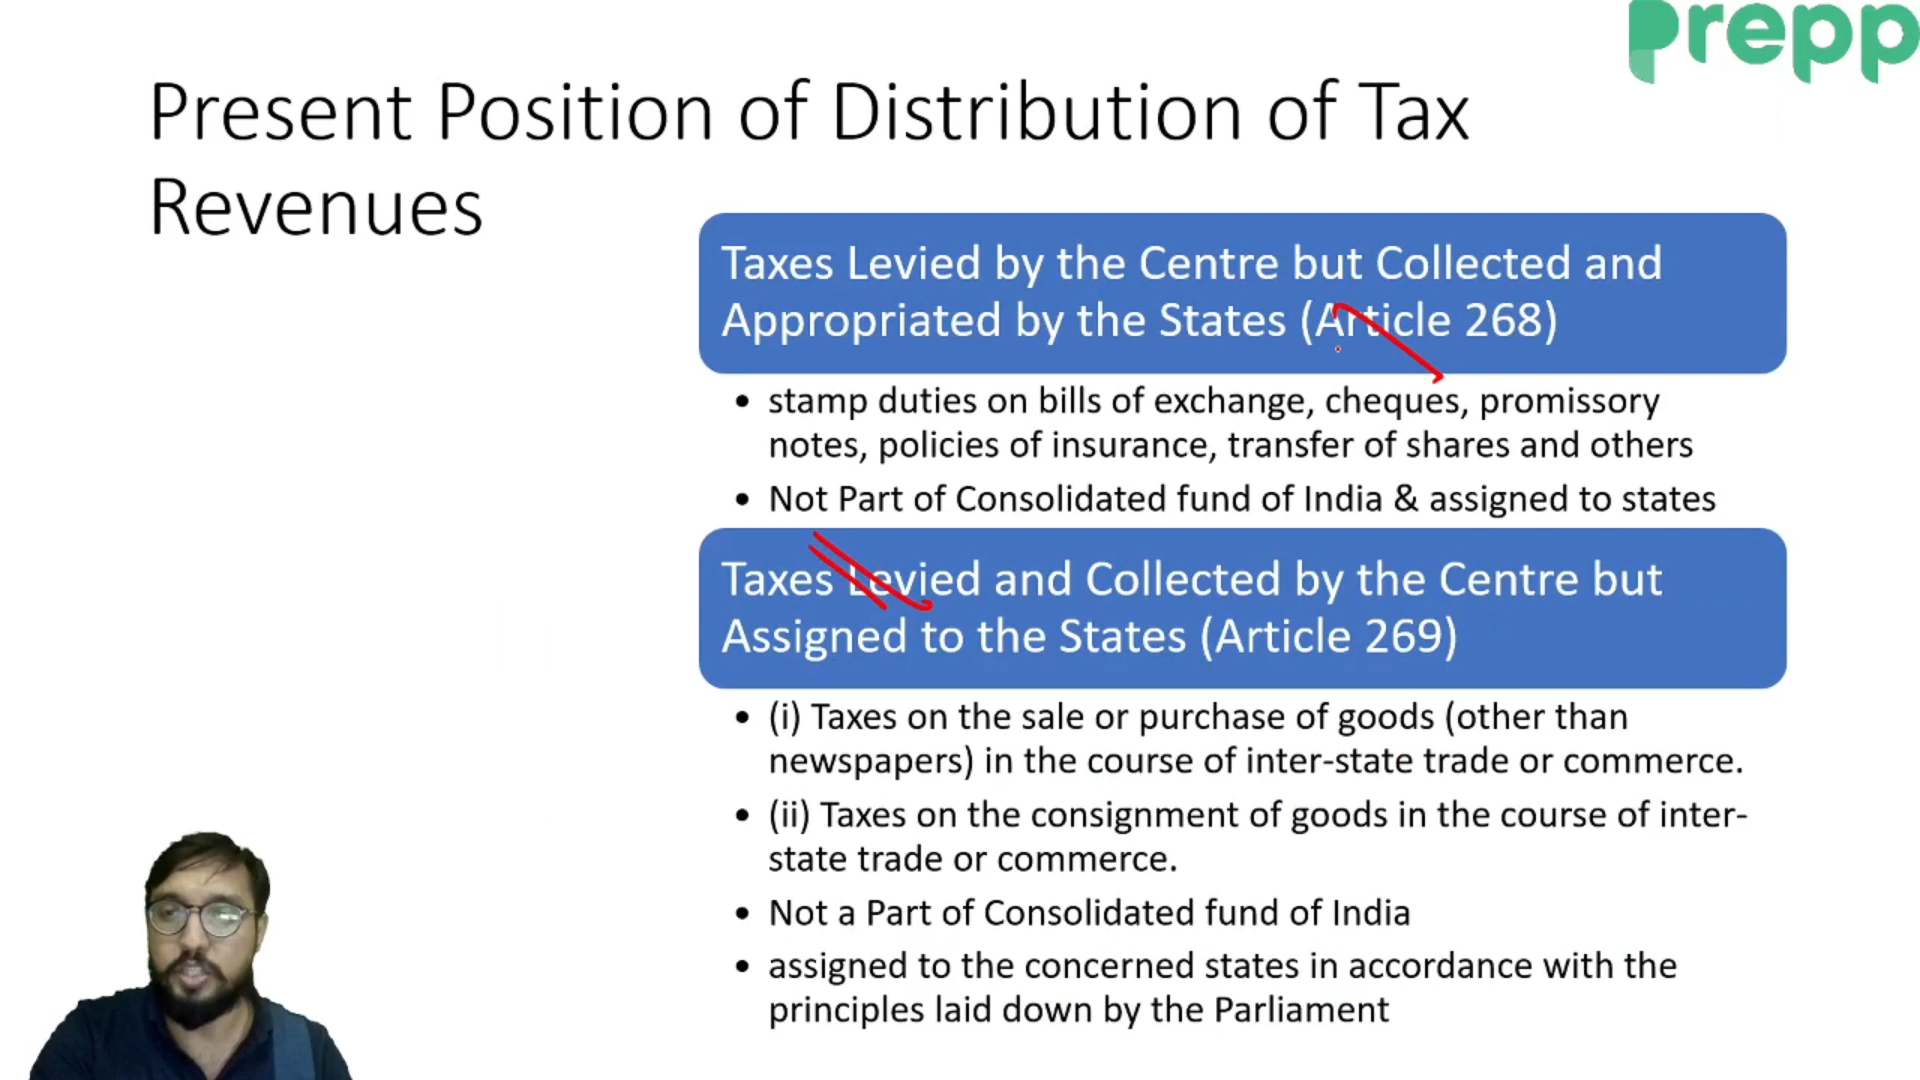 prepp
Present Position of Distribution of Tax
Revenues
Taxes Levied by the Centre but Collected and
Appropriated by the States (Article 268)
• stamp duties on bills of exchange, cheques, promissory
notes, policies of insurance, transfer of shares and others
• Not Part of Consolidated fund of India & assigned to states
Taxes Levied and Collected by the Centre but
Assigned to the States (Article 269)
• (i) Taxes on the sale or purchase of goods (other than
newspapers) in the course of inter-state trade or commerce.
• (ii) Taxes on the consignment of goods in the course of inter-
state trade or commerce.
• Not a Part of Consolidated fund of India
• assigned to the concerned states in accordance with the
principles laid down by the Parliament